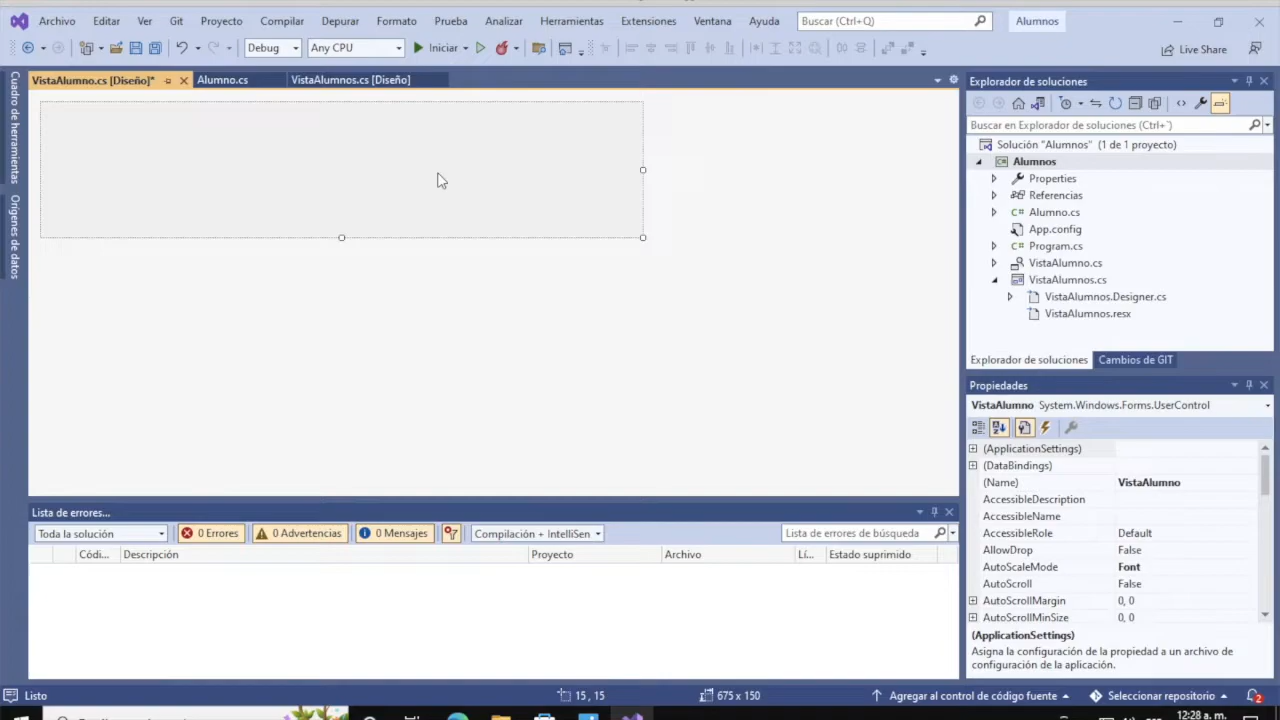 Archivo Editar Ver Git Proyecto Compilar Depurar Formato Prueba Analizar Herramientas Extensiones Ventana Ayuda Buscar (Ctrl+Q) Alumnos
Debug Any CPU Iniciar Live Share
VistaAlumno.cs [Diseño]* Alumno.cs VistaAlumnos.cs [Diseño]
Cuadro de herramientas
Orígenes de datos
Explorador de soluciones
Buscar en Explorador de soluciones (Ctrl+`)
Solución "Alumnos" (1 de 1 proyecto)
Alumnos
Properties
Referencias
C# Alumno.cs
App.config
C# Program.cs
VistaAlumno.cs
VistaAlumnos.cs
VistaAlumnos.Designer.cs
VistaAlumnos.resx
Explorador de soluciones Cambios de GIT
Propiedades
VistaAlumno System.Windows.Forms.UserControl
(ApplicationSettings)
(DataBindings)
(Name) VistaAlumno
AccessibleDescription
AccessibleName
AccessibleRole Default
AllowDrop False
AutoScaleMode Font
AutoScroll False
AutoScrollMargin 0, 0
AutoScrollMinSize 0, 0
(ApplicationSettings)
Asigna la configuración de la propiedad a un archivo de
configuración de la aplicación.
Lista de errores...
Toda la solución 0 Errores 0 Advertencias 0 Mensajes Compilación + IntelliSen Lista de errores de búsqueda
Códi... Descripción Proyecto Archivo Lí... Estado suprimido
Listo 15 , 15 675 x 150 Agregar al control de código fuente Seleccionar repositorio 2
12:28 a. m.